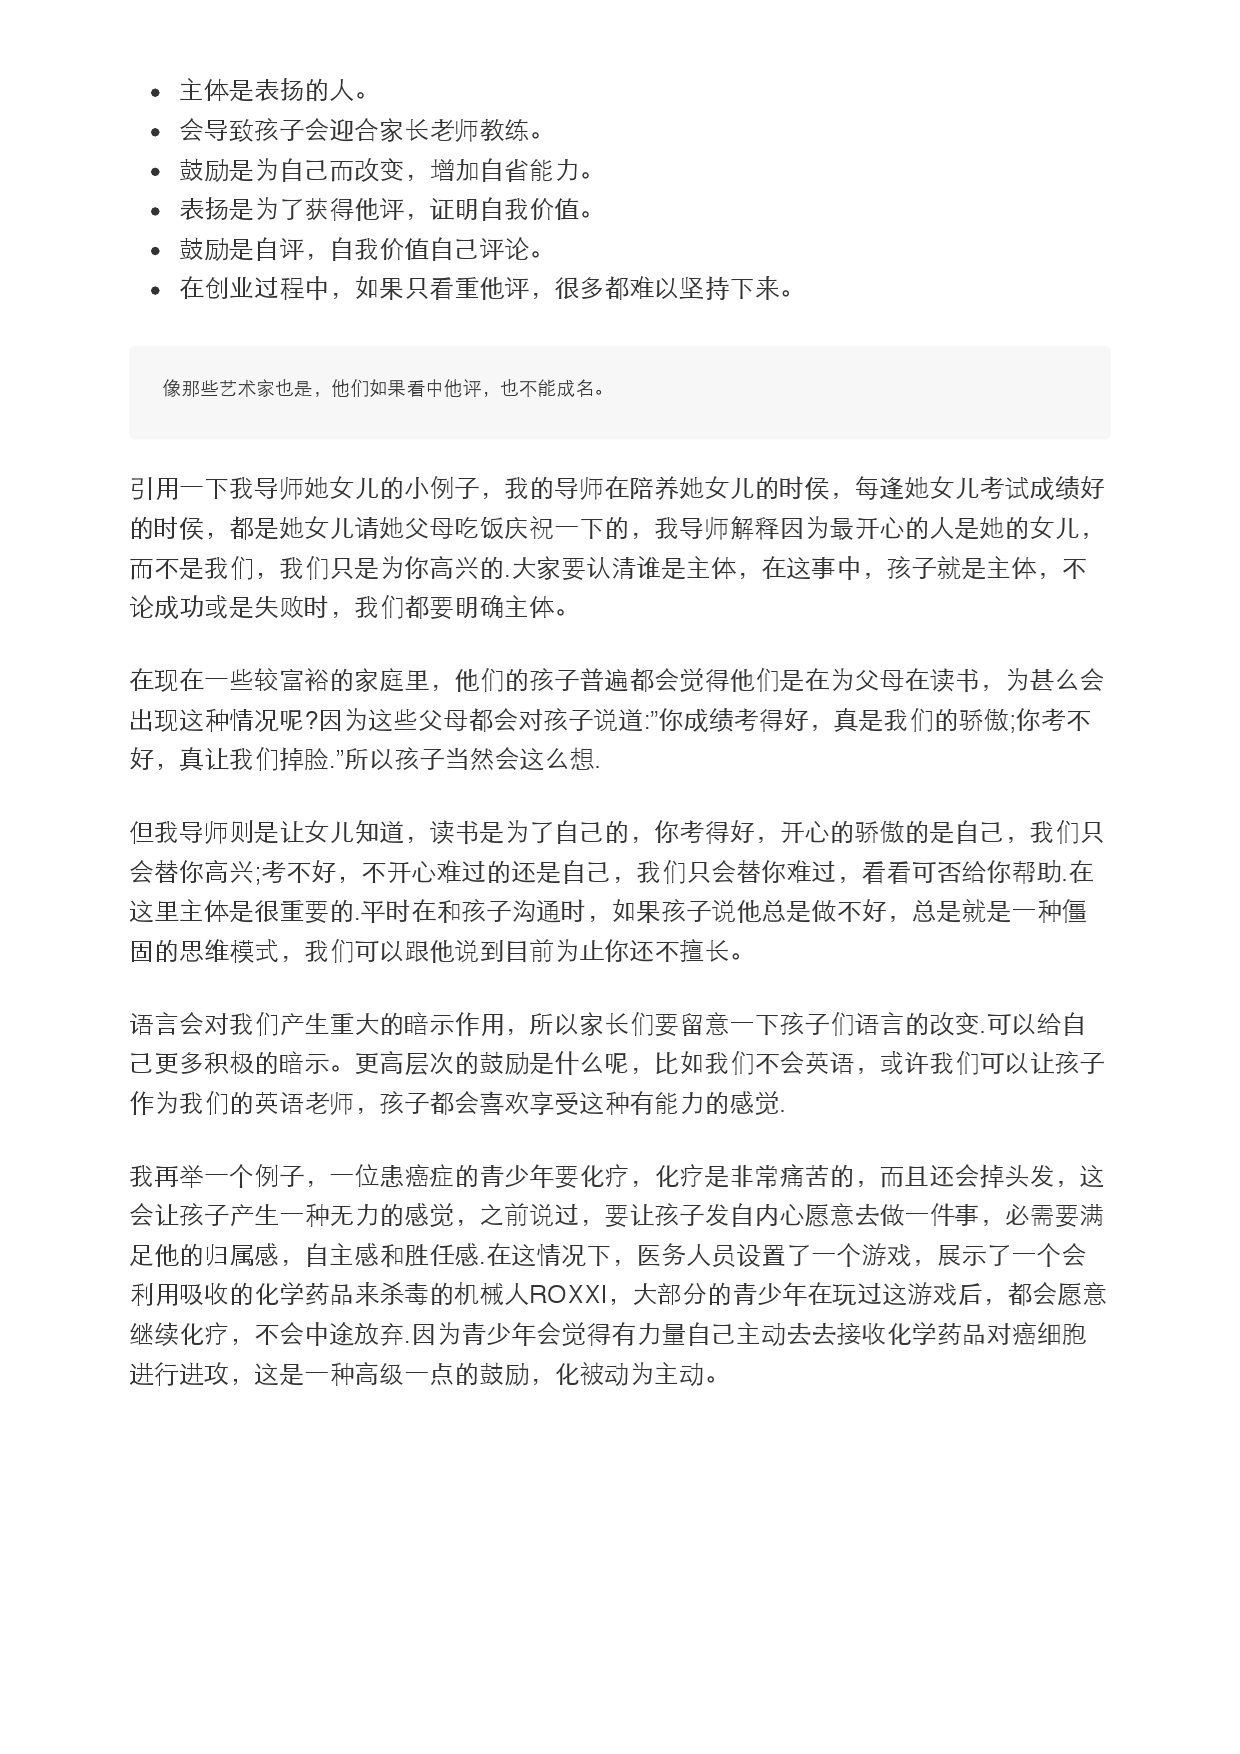 主体是表扬的人。
会导致孩子会迎合家长老师教练。
鼓励是为自己而改变，增加自省能力。
表扬是为了获得他评，证明自我价值。
鼓励是自评，自我价值自己评论。
在创业过程中，如果只看重他评，很多都难以坚持下来。
像那些艺术家也是，他们如果看中他评，也不能成名。
引用一下我导师她女儿的小例子，我的导师在陪养她女儿的时侯，每逢她女儿考试成绩好
的时侯，都是她女儿请她父母吃饭庆祝一下的，我导师解释因为最开心的人是她的女儿，
而不是我们，我们只是为你高兴的.大家要认清谁是主体，在这事中，孩子就是主体，不
论成功或是失败时，我们都要明确主体。
在现在一些较富裕的家庭里，他们的孩子普遍都会觉得他们是在为父母在读书，为甚么会
出现这种情况呢?因为这些父母都会对孩子说道:”你成绩考得好，真是我们的骄傲;你考不
好，真让我们掉脸.”所以孩子当然会这么想.
但我导师则是让女儿知道，读书是为了自己的，你考得好，开心的骄傲的是自己，我们只
会替你高兴;考不好，不开心难过的还是自己，我们只会替你难过，看看可否给你帮助.在
这里主体是很重要的.平时在和孩子沟通时，如果孩子说他总是做不好，总是就是一种僵
固的思维模式，我们可以跟他说到目前为止你还不擅长。
语言会对我们产生重大的暗示作用，所以家长们要留意一下孩子们语言的改变.可以给自
己更多积极的暗示。更高层次的鼓励是什么呢，比如我们不会英语，或许我们可以让孩子
作为我们的英语老师，孩子都会喜欢享受这种有能力的感觉.
我再举一个例子，一位患癌症的青少年要化疗，化疗是非常痛苦的，而且还会掉头发，这
会让孩子产生一种无力的感觉，之前说过，要让孩子发自内心愿意去做一件事，必需要满
足他的归属感，自主感和胜任感.在这情况下，医务人员设置了一个游戏，展示了一个会
利用吸收的化学药品来杀毒的机械人ROXXI，大部分的青少年在玩过这游戏后，都会愿意
继续化疗，不会中途放弃.因为青少年会觉得有力量自己主动去去接收化学药品对癌细胞
进行进攻，这是一种高级一点的鼓励，化被动为主动。